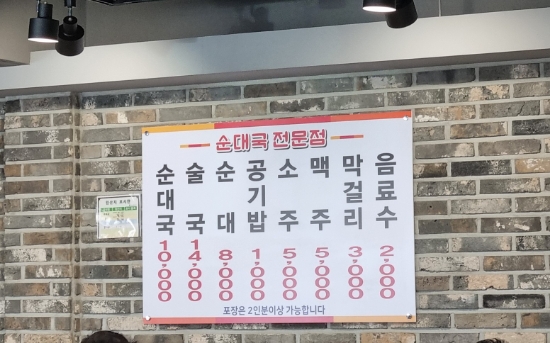 순대국 전문점
순대국 10,000
술국 14,000
순대 8,000
공기밥 1,000
소주 5,000
맥주 5,000
막걸리 3,000
음료수 2,000
포장은 2인분이상 가능합니다